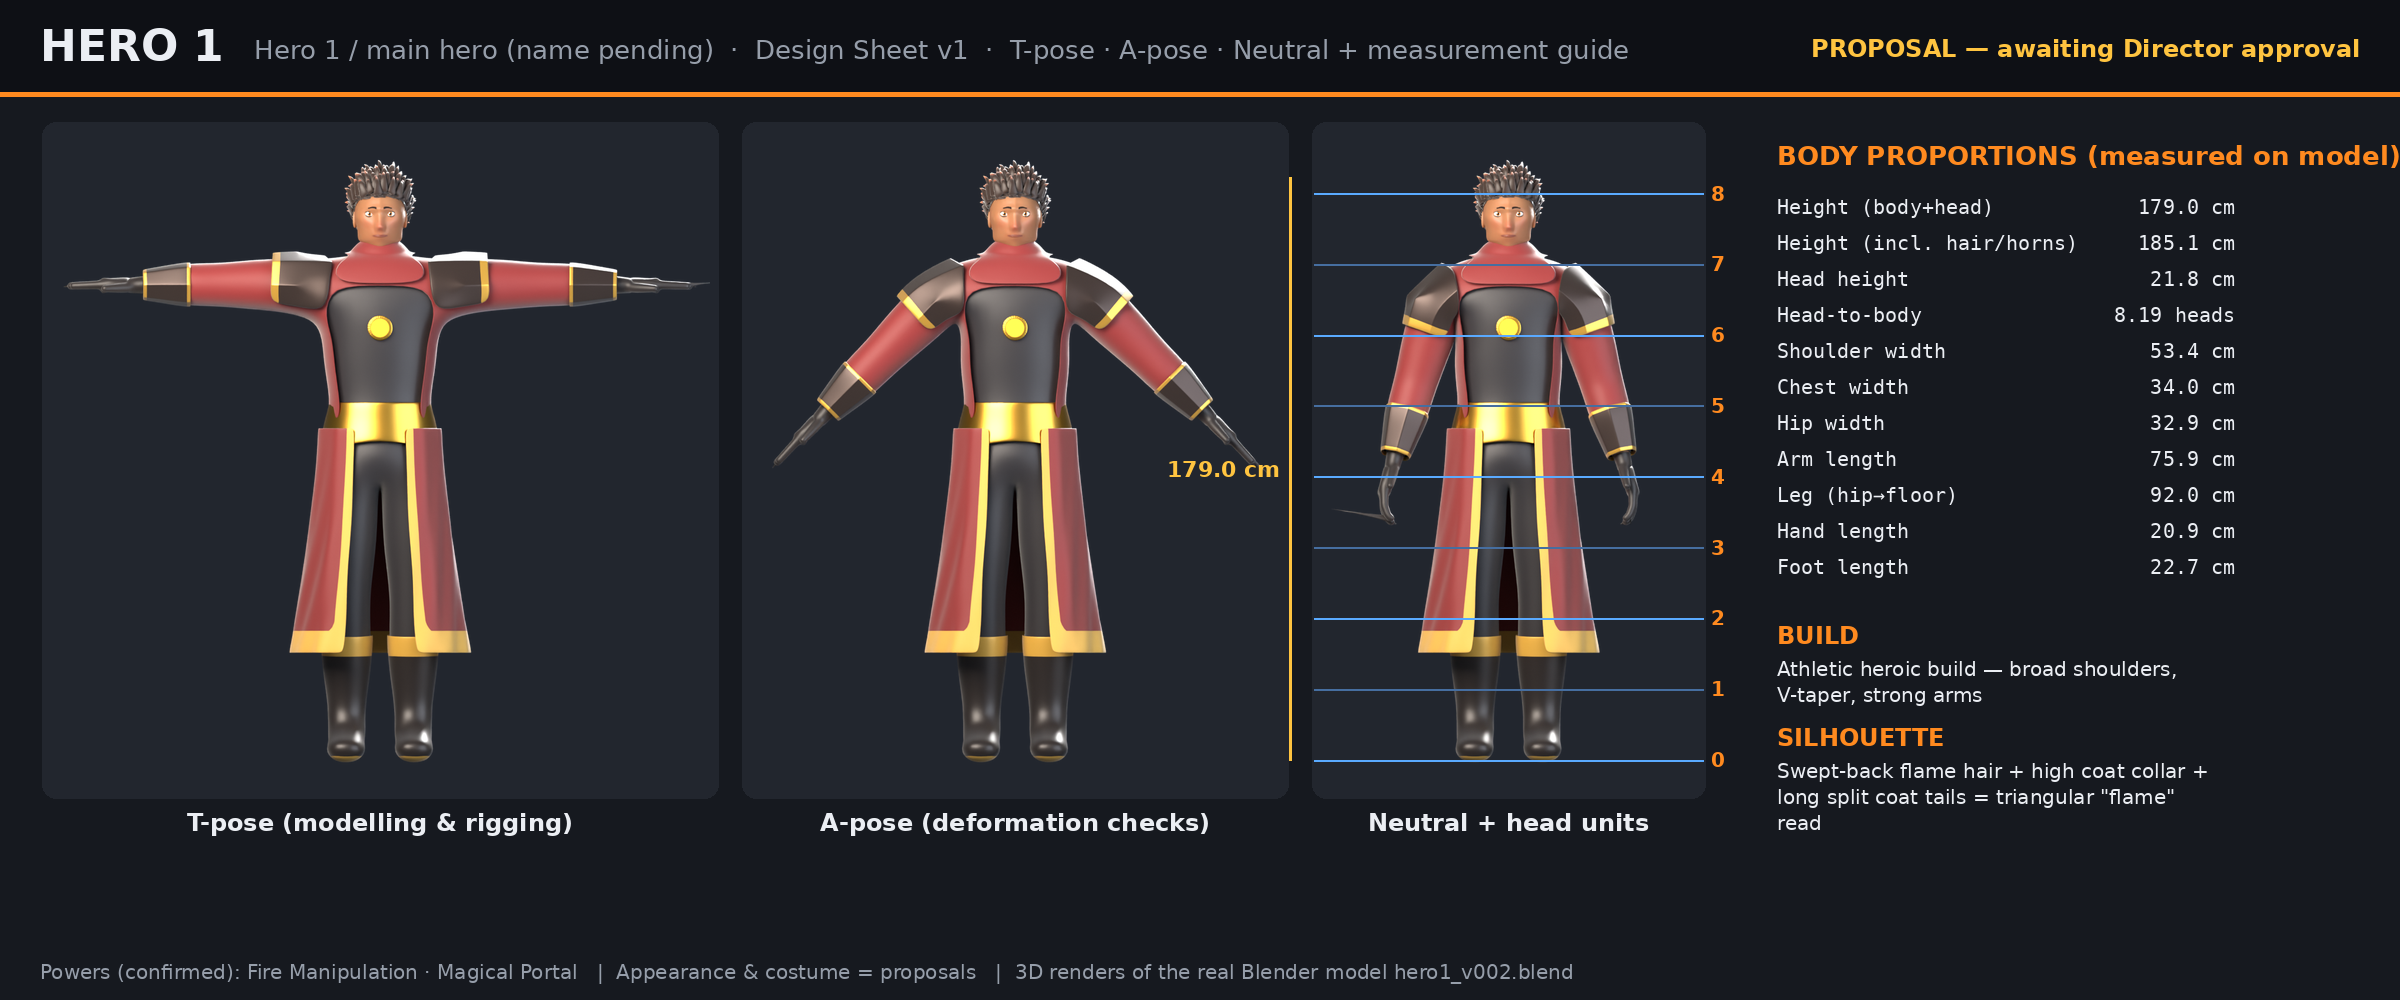 HERO 1 Hero 1 / main hero (name pending) · Design Sheet v1 · T-pose · A-pose · Neutral + measurement guide
PROPOSAL — awaiting Director approval
179.0 cm
8
7
6
5
4
3
2
1
0
T-pose (modelling & rigging)
A-pose (deformation checks)
Neutral + head units
BODY PROPORTIONS (measured on model)
Height (body+head) 179.0 cm
Height (incl. hair/horns) 185.1 cm
Head height 21.8 cm
Head-to-body 8.19 heads
Shoulder width 53.4 cm
Chest width 34.0 cm
Hip width 32.9 cm
Arm length 75.9 cm
Leg (hip→floor) 92.0 cm
Hand length 20.9 cm
Foot length 22.7 cm
BUILD
Athletic heroic build — broad shoulders,
V-taper, strong arms
SILHOUETTE
Swept-back flame hair + high coat collar +
long split coat tails = triangular "flame"
read
Powers (confirmed): Fire Manipulation · Magical Portal | Appearance & costume = proposals | 3D renders of the real Blender model hero1_v002.blend